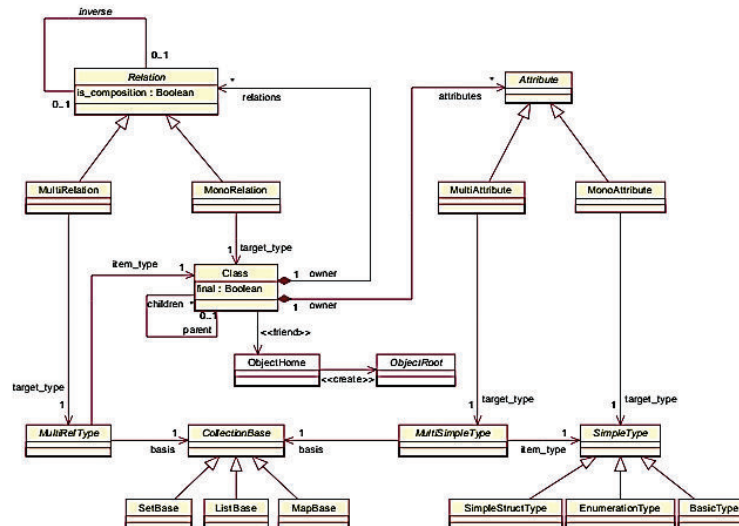 inverse
0..1
Relation
is_composition : Boolean
0..1
*
relations
*
attributes
Attribute
MultiRelation
MonoRelation
MultiAttribute
MonoAttribute
1
target_type
item_type
1
Class
final : Boolean
1
owner
1
owner
children
*
0..1
parent
<<friend>>
ObjectHome
ObjectRoot
<<create>>
target_type
1
target_type
1
target_type
1
MultiRefType
1
basis
CollectionBase
1
basis
MultiSimpleType
1
item_type
SimpleType
SetBase
ListBase
MapBase
SimpleStructType
EnumerationType
BasicType